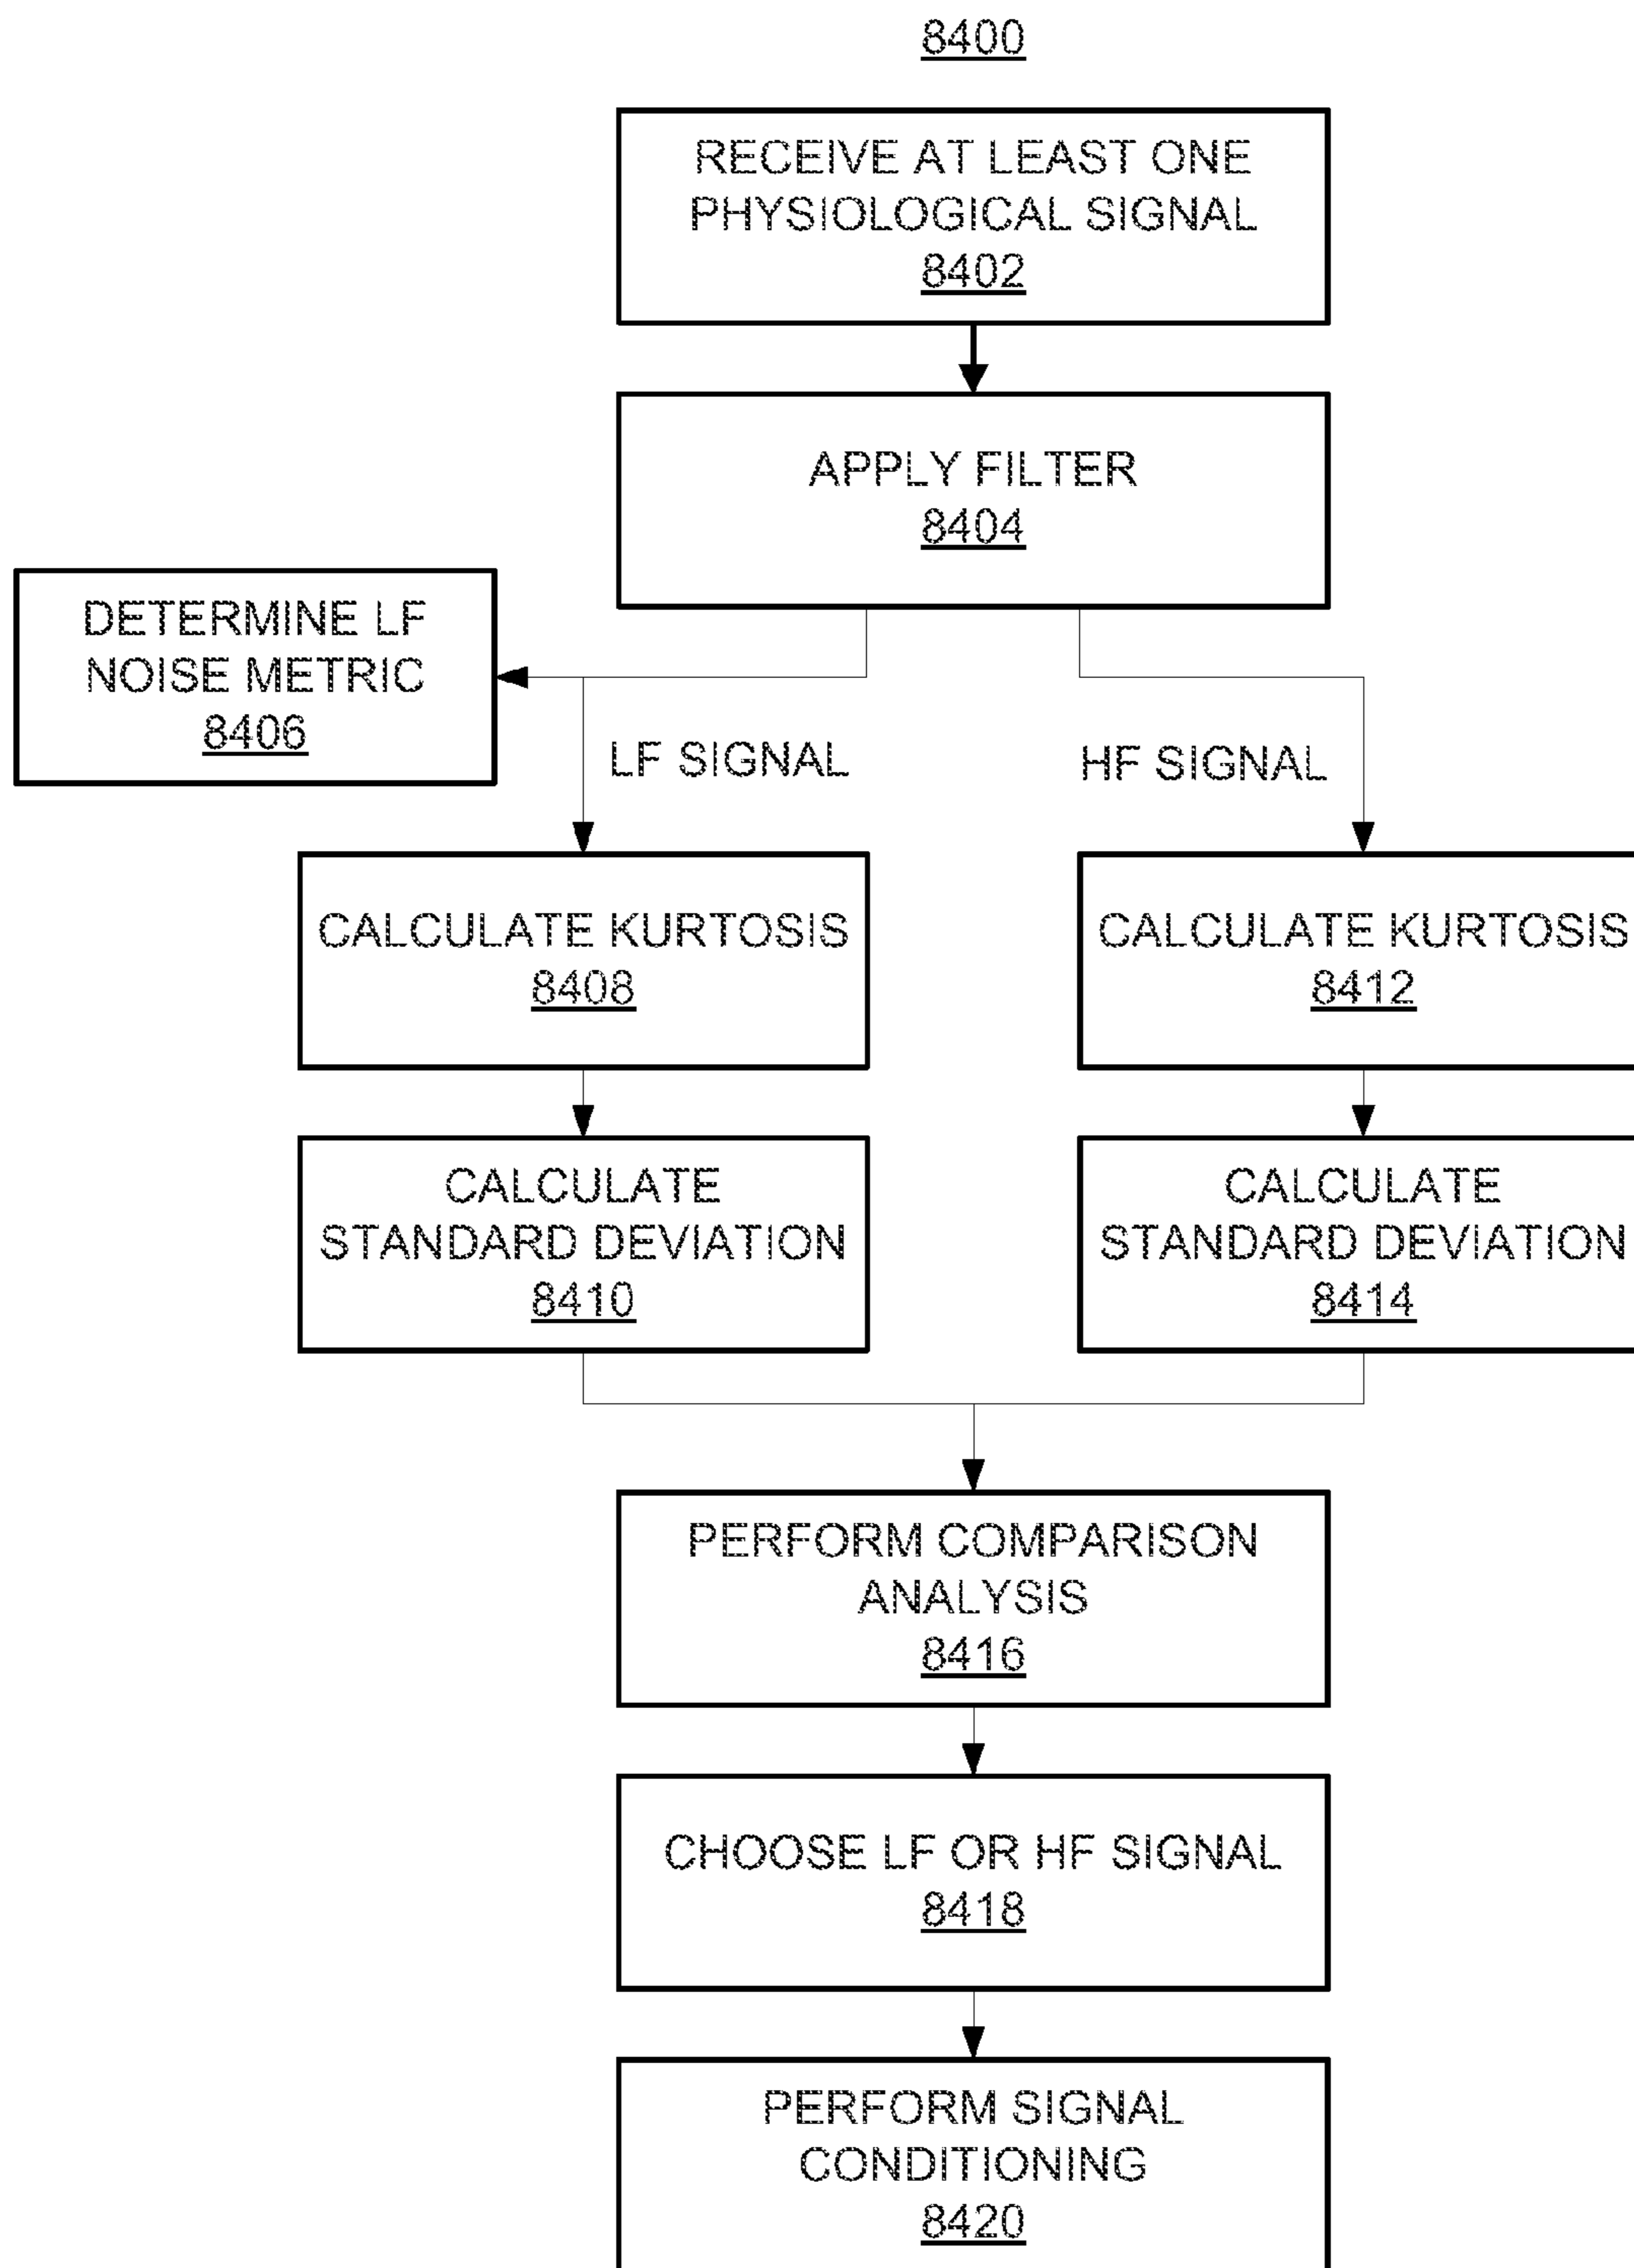 8400
RECEIVE AT LEAST ONE
PHYSIOLOGICAL SIGNAL
8402
APPLY FILTER
8404
DETERMINE LF
NOISE METRIC
8406
LF SIGNAL
HF SIGNAL
CALCULATE KURTOSIS
8408
CALCULATE KURTOSIS
8412
CALCULATE
STANDARD DEVIATION
8410
CALCULATE
STANDARD DEVIATION
8414
PERFORM COMPARISON
ANALYSIS
8416
CHOOSE LF OR HF SIGNAL
8418
PERFORM SIGNAL
CONDITIONING
8420